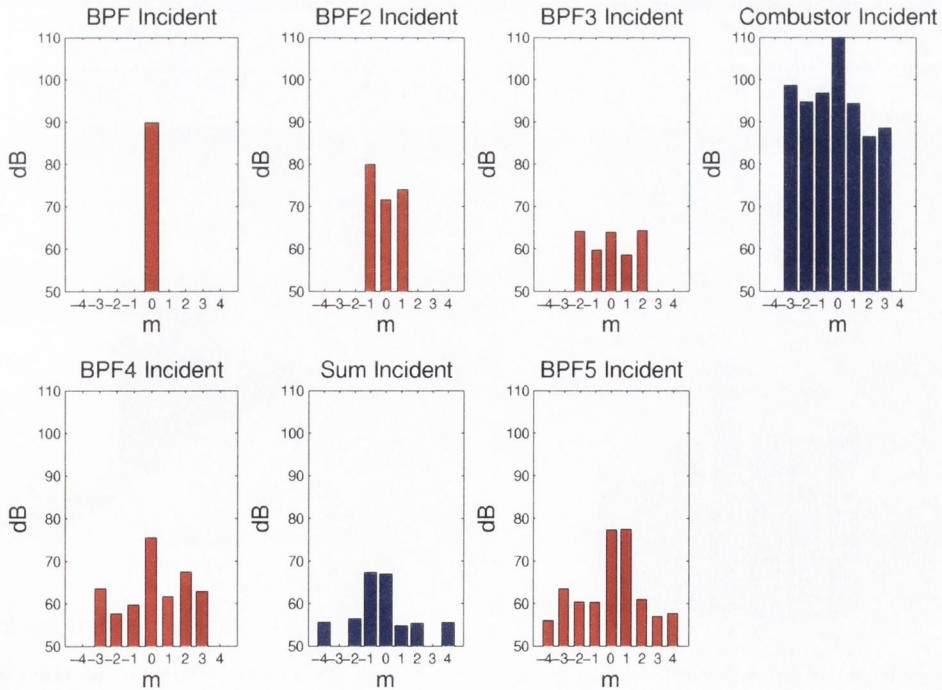 BPF Incident
BPF2 Incident
BPF3 Incident
Combustor Incident
110
100
90
80
70
60
50
dB
−4−3−2−1 0 1 2 3 4
m
110
100
90
80
70
60
50
dB
−4−3−2−1 0 1 2 3 4
m
110
100
90
80
70
60
50
dB
−4−3−2−1 0 1 2 3 4
m
110
100
90
80
70
60
50
dB
−4−3−2−1 0 1 2 3 4
m
BPF4 Incident
Sum Incident
BPF5 Incident
110
100
90
80
70
60
50
dB
−4−3−2−1 0 1 2 3 4
m
110
100
90
80
70
60
50
dB
−4−3−2−1 0 1 2 3 4
m
110
100
90
80
70
60
50
dB
−4−3−2−1 0 1 2 3 4
m